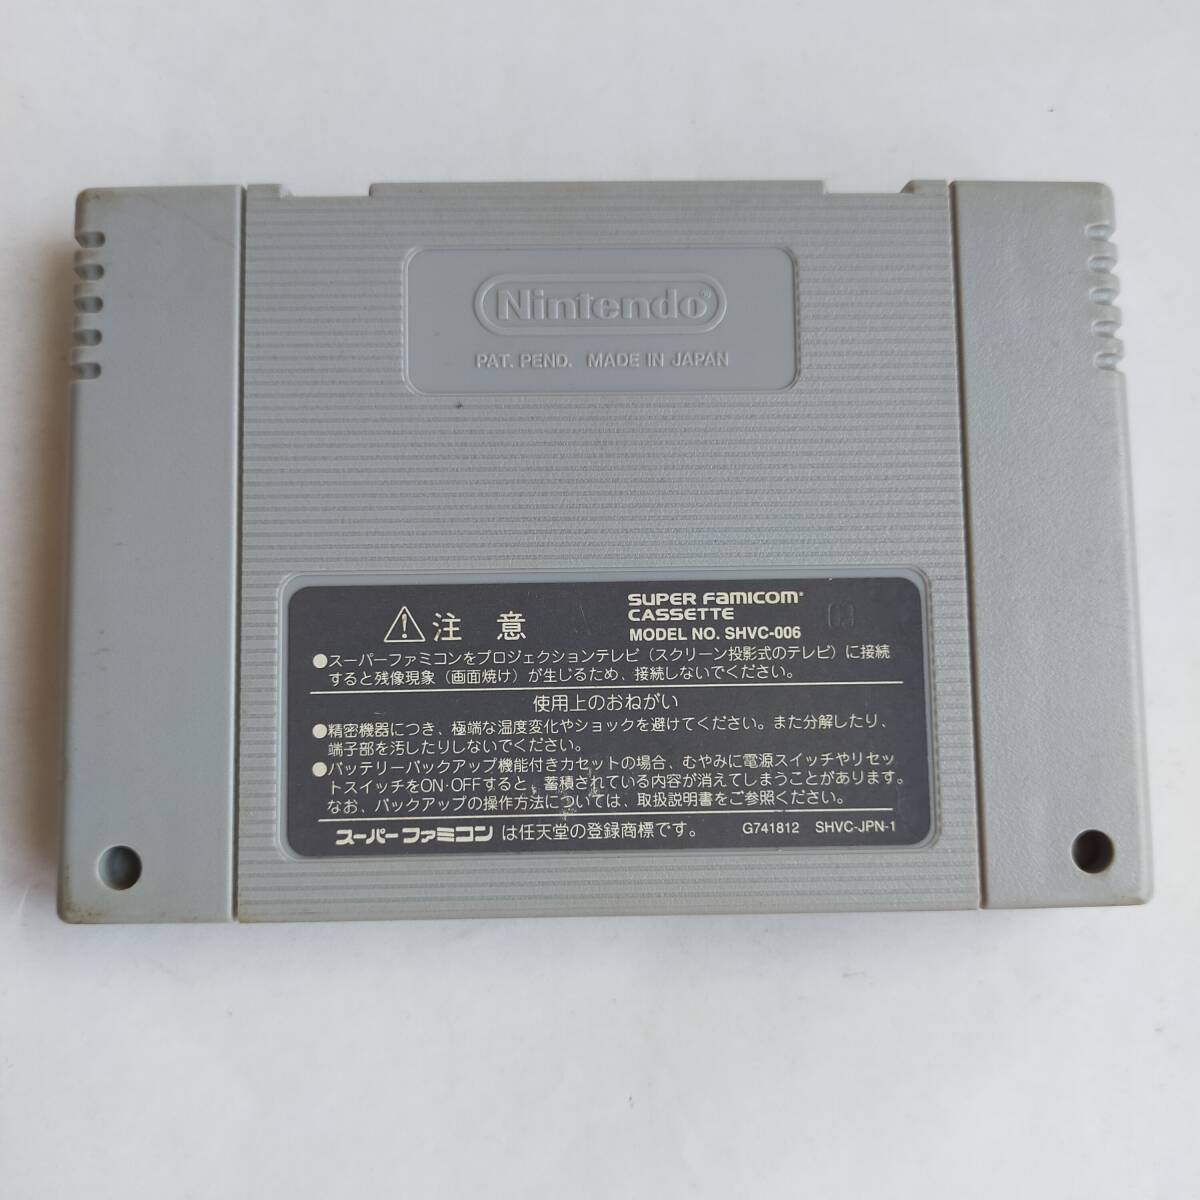 Nintendo®
PAT. PEND. MADE IN JAPAN
⚠注 意
SUPER FAMICOM®
CASSETTE
MODEL NO. SHVC-006
●スーパーファミコンをプロジェクションテレビ(スクリーン投影式のテレビ)に接続
すると残像現象(画面焼け)が生じるため、接続しないでください。
使用上のおねがい
●精密機器につき、極端な温度変化やショックを避けてください。また分解したり、
端子部を汚したりしないでください。
●バッテリーバックアップ機能付きカセットの場合、むやみに電源スイッチやリセッ
トスイッチをON・OFFすると、蓄積されている内容が消えてしまうことがあります。
なお、バックアップの操作方法については、取扱説明書をご参照ください。
スーパーファミコン は任天堂の登録商標です。 G741812 SHVC-JPN-1